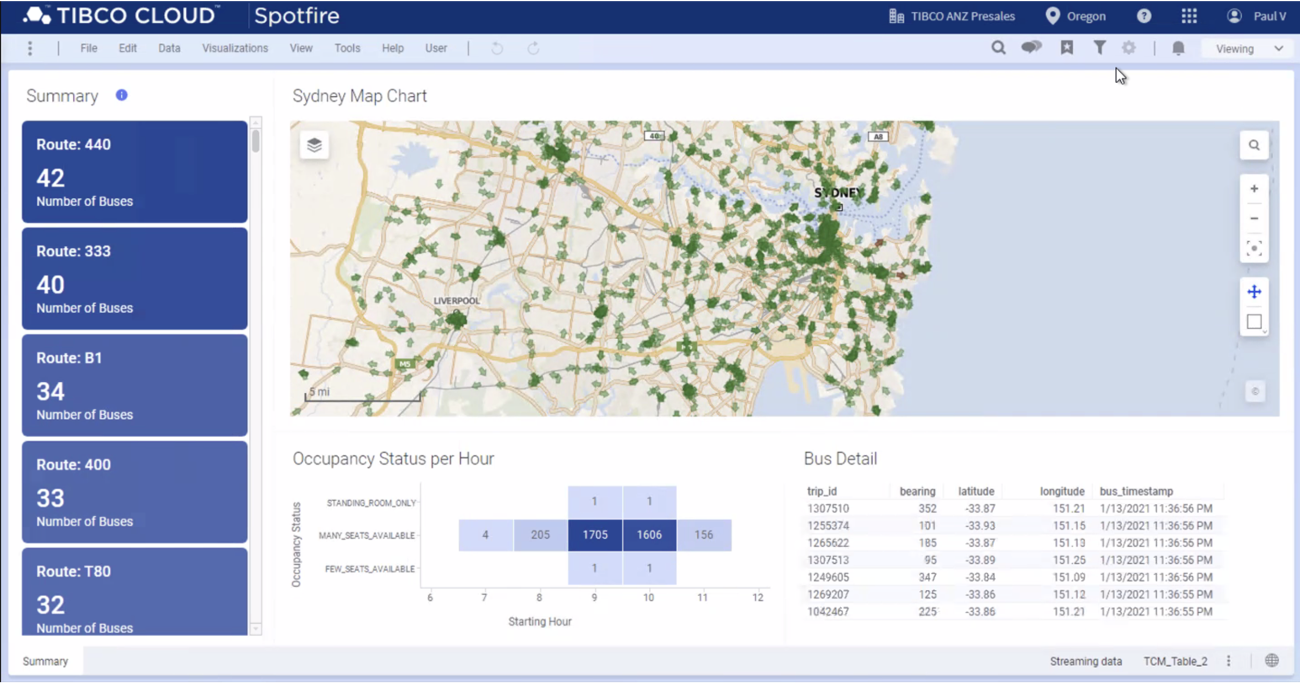 TIBCO CLOUD™ Spotfire
TIBCO ANZ Presales
Oregon
?
Paul V
File Edit Data Visualizations View Tools Help User
Viewing
Summary i
Route: 440
42
Number of Buses
Route: 333
40
Number of Buses
Route: B1
34
Number of Buses
Route: 400
33
Number of Buses
Route: T80
32
Number of Buses
Sydney Map Chart
40
A8
SYDNEY
LIVERPOOL
M5
5 mi
+
−
©
Occupancy Status per Hour
Occupancy Status
STANDING_ROOM_ONLY 1 1
MANY_SEATS_AVAILABLE 4 205 1705 1606 156
FEW_SEATS_AVAILABLE 1 1
6 7 8 9 10 11 12
Starting Hour
Bus Detail
trip_id bearing latitude longitude bus_timestamp
1307510 352 -33.87 151.21 1/13/2021 11:36:56 PM
1255374 101 -33.93 151.15 1/13/2021 11:36:56 PM
1265622 185 -33.87 151.13 1/13/2021 11:36:56 PM
1307513 95 -33.89 151.25 1/13/2021 11:36:56 PM
1249605 347 -33.84 151.09 1/13/2021 11:36:56 PM
1269207 125 -33.86 151.12 1/13/2021 11:36:55 PM
1042467 225 -33.86 151.21 1/13/2021 11:36:55 PM
Summary
Streaming data TCM_Table_2